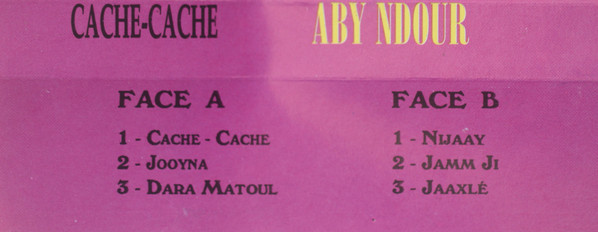 CACHE-CACHE ABY NDOUR
FACE A
1 - CACHE - CACHE
2 - JOOYNA
3 - DARA MATOUL
FACE B
1 - NIJAAY
2 - JAMM JI
3 - JAAXLÉ